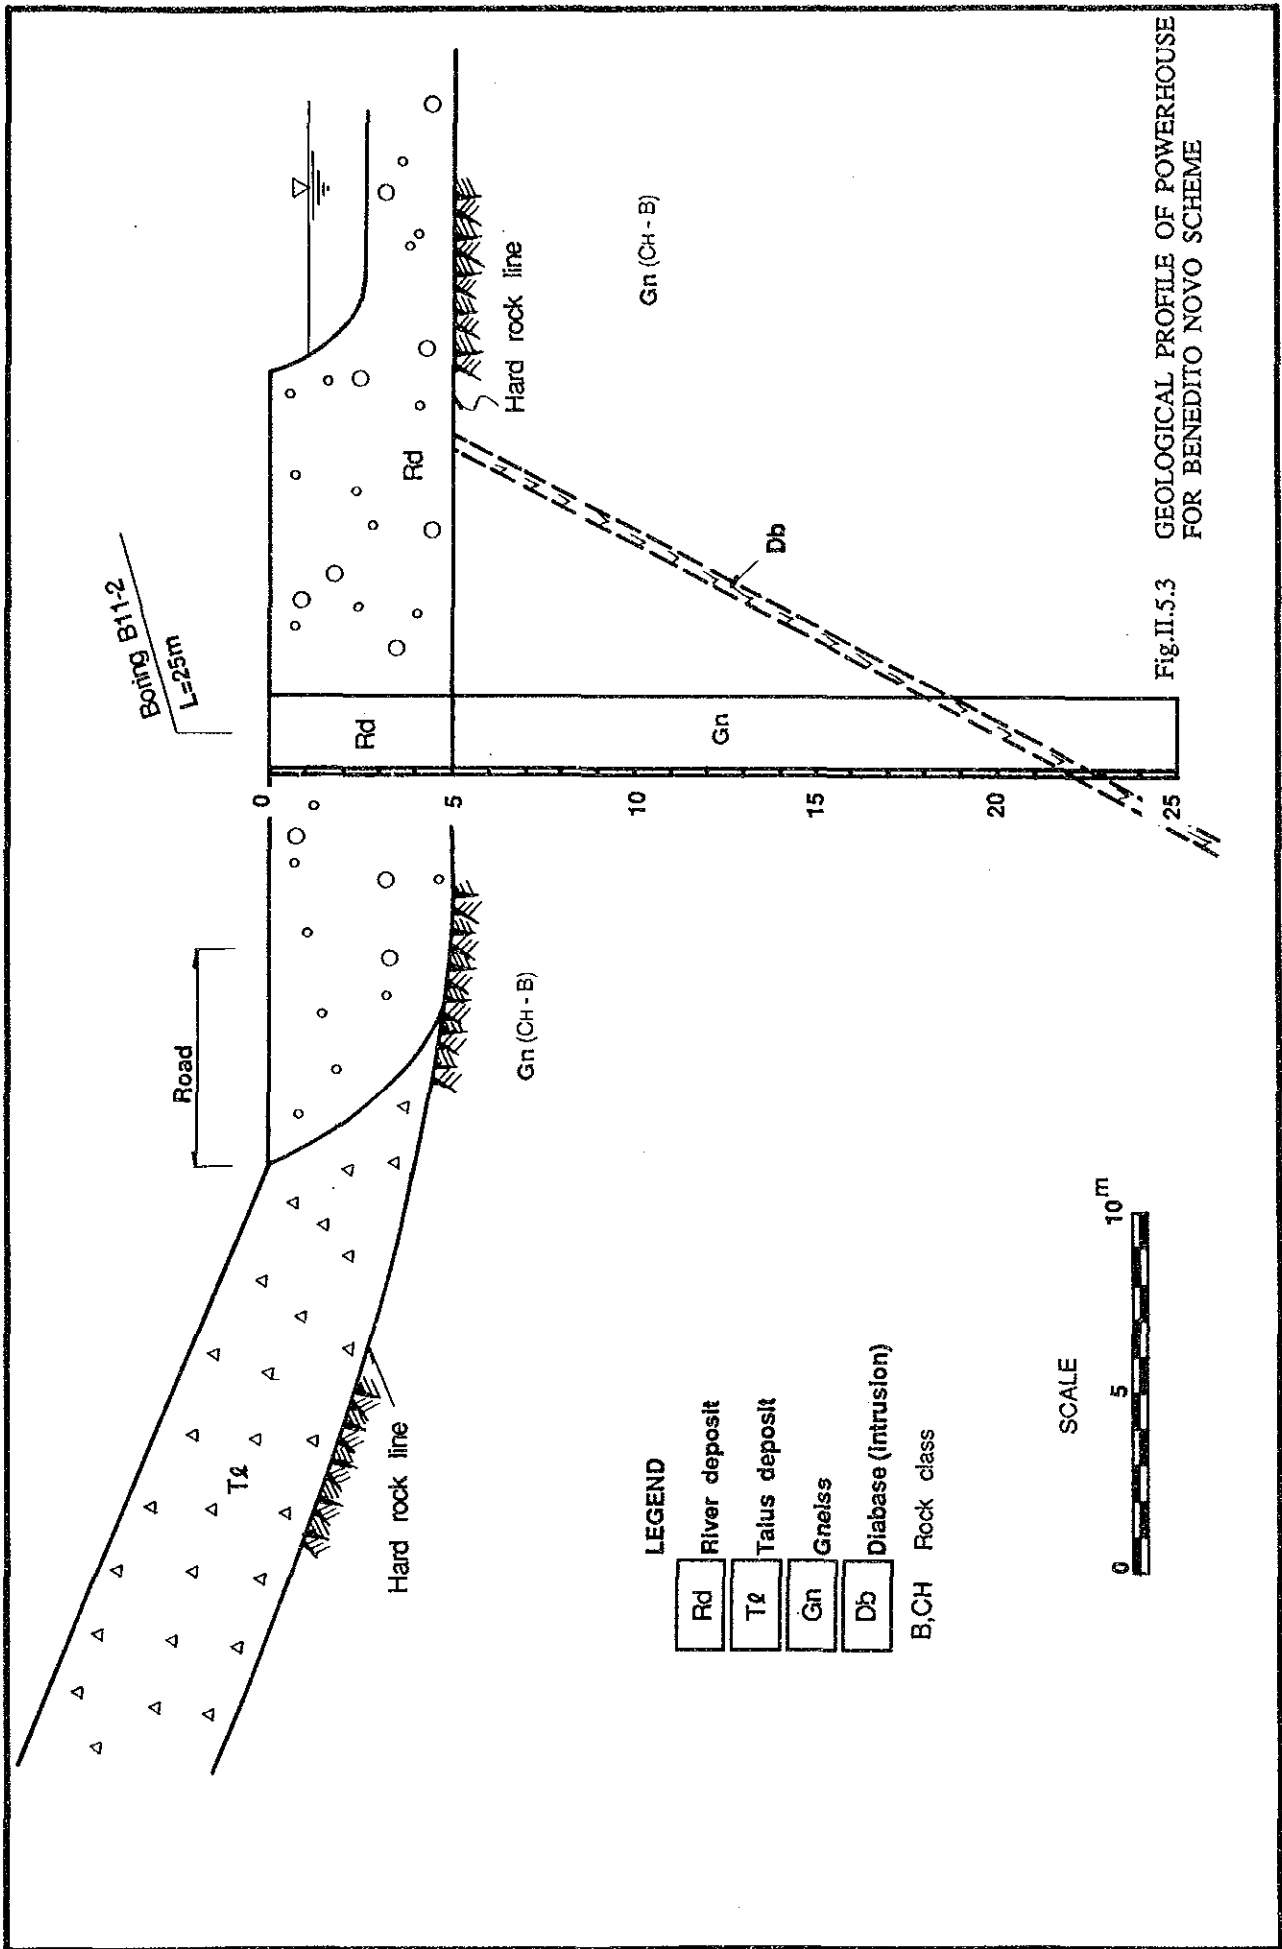 Boring B11-2
L=25m
Road
0
5
10
15
20
25
Rd
Gn
Rd
Db
Tℓ
Hard rock line
Hard rock line
Gn (CH - B)
Gn (CH - B)
LEGEND
Rd River deposit
Tℓ Talus deposit
Gn Gneiss
Db Diabase (intrusion)
B,CH Rock class
SCALE
0 5 10 m
Fig.II.5.3 GEOLOGICAL PROFILE OF POWERHOUSE
FOR BENEDITO NOVO SCHEME